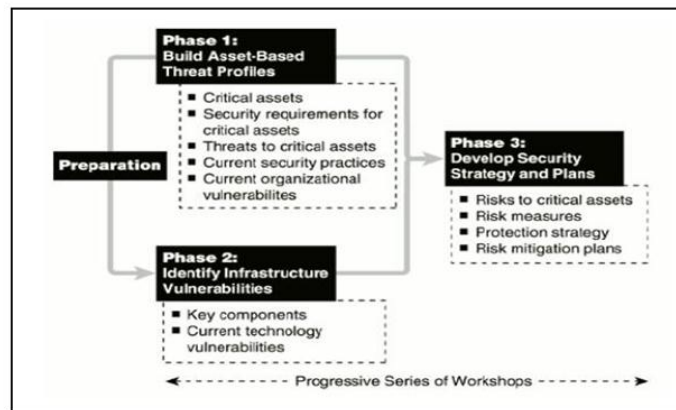 Phase 1:
Build Asset-Based
Threat Profiles
■ Critical assets
■ Security requirements for
critical assets
■ Threats to critical assets
■ Current security practices
■ Current organizational
vulnerabilites
Preparation
Phase 2:
Identify Infrastructure
Vulnerabilities
■ Key components
■ Current technology
vulnerabilities
Phase 3:
Develop Security
Strategy and Plans
■ Risks to critical assets
■ Risk measures
■ Protection strategy
■ Risk mitigation plans
Progressive Series of Workshops